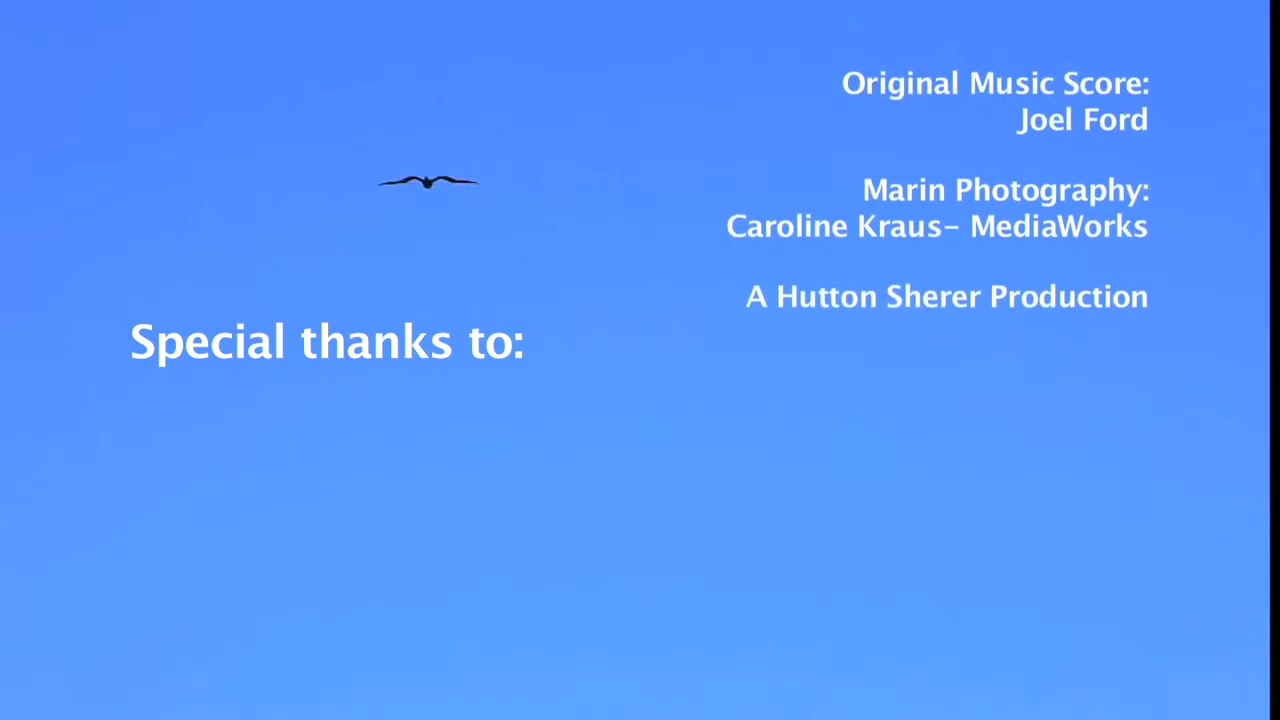 Original Music Score:
Joel Ford
Marin Photography:
Caroline Kraus- MediaWorks
A Hutton Sherer Production
Special thanks to: